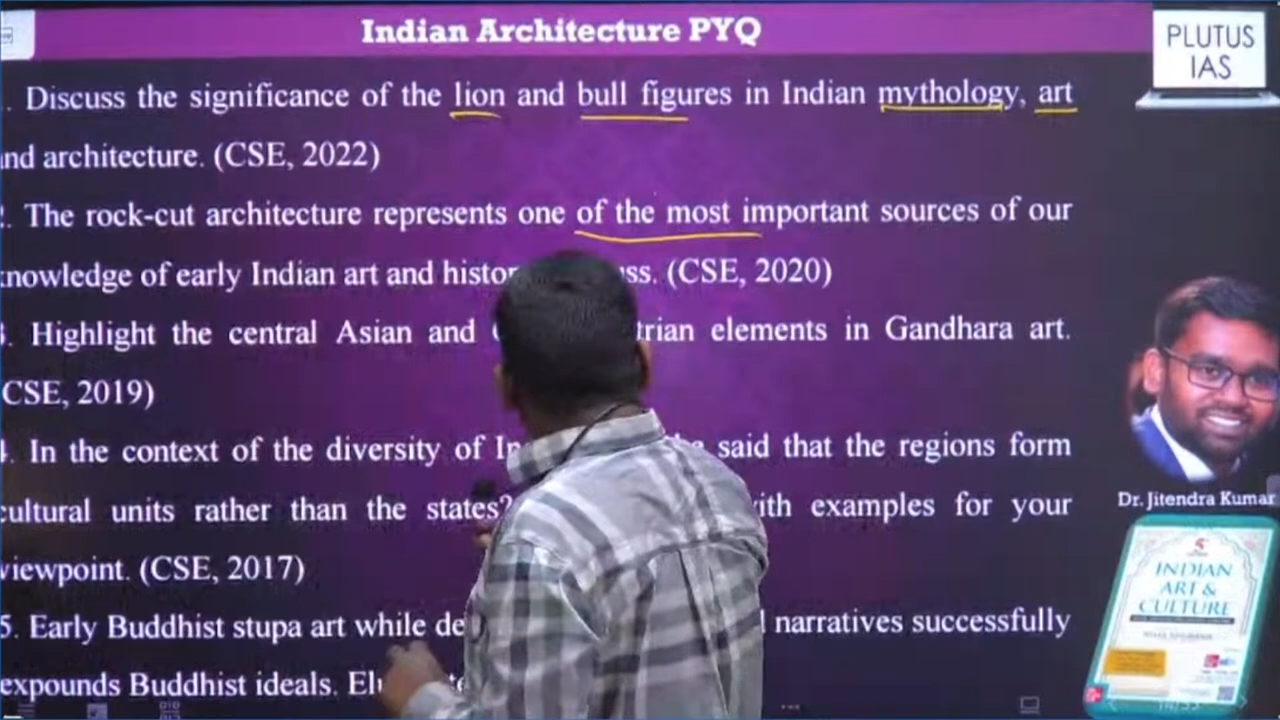 Indian Architecture PYQ
PLUTUS
IAS
. Discuss the significance of the lion and bull figures in Indian mythology, art
nd architecture. (CSE, 2022)
. The rock-cut architecture represents one of the most important sources of our
nowledge of early Indian art and histor ss. (CSE, 2020)
. Highlight the central Asian and trian elements in Gandhara art.
CSE, 2019)
. In the context of the diversity of In said that the regions form
cultural units rather than the states? ith examples for your
viewpoint. (CSE, 2017)
5. Early Buddhist stupa art while de narratives successfully
expounds Buddhist ideals. El
Dr. Jitendra Kumar
INDIAN
ART &
CULTURE